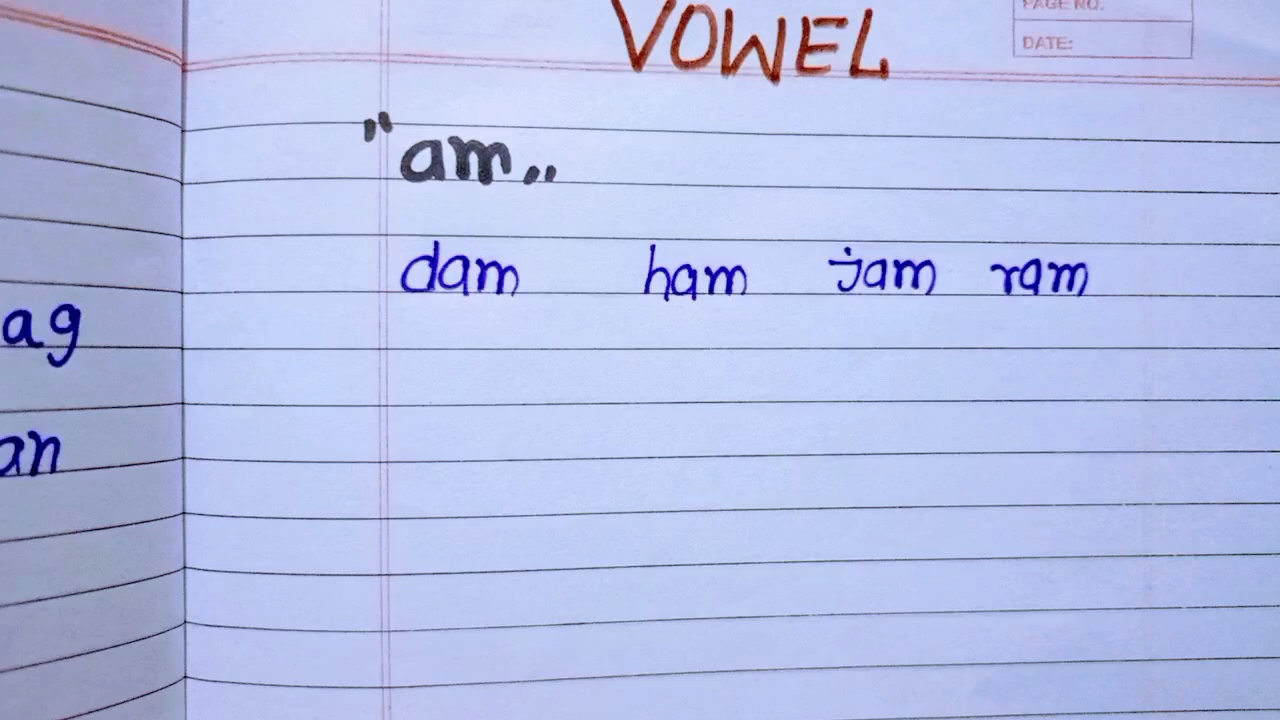 PAGE NO.
VOWEL
DATE:
"am„
dam ham jam ram
ag
an